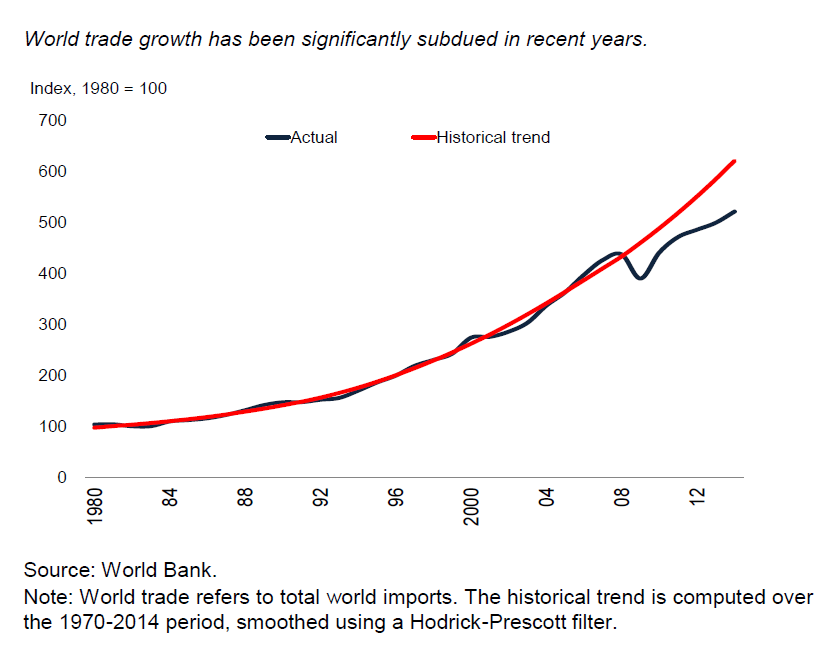 World trade growth has been significantly subdued in recent years.
Index, 1980 = 100
700
Actual
Historical trend
600
500
400
300
200
100
0
1980
84
88
92
96
2000
04
08
12
Source: World Bank.
Note: World trade refers to total world imports. The historical trend is computed over
the 1970-2014 period, smoothed using a Hodrick-Prescott filter.